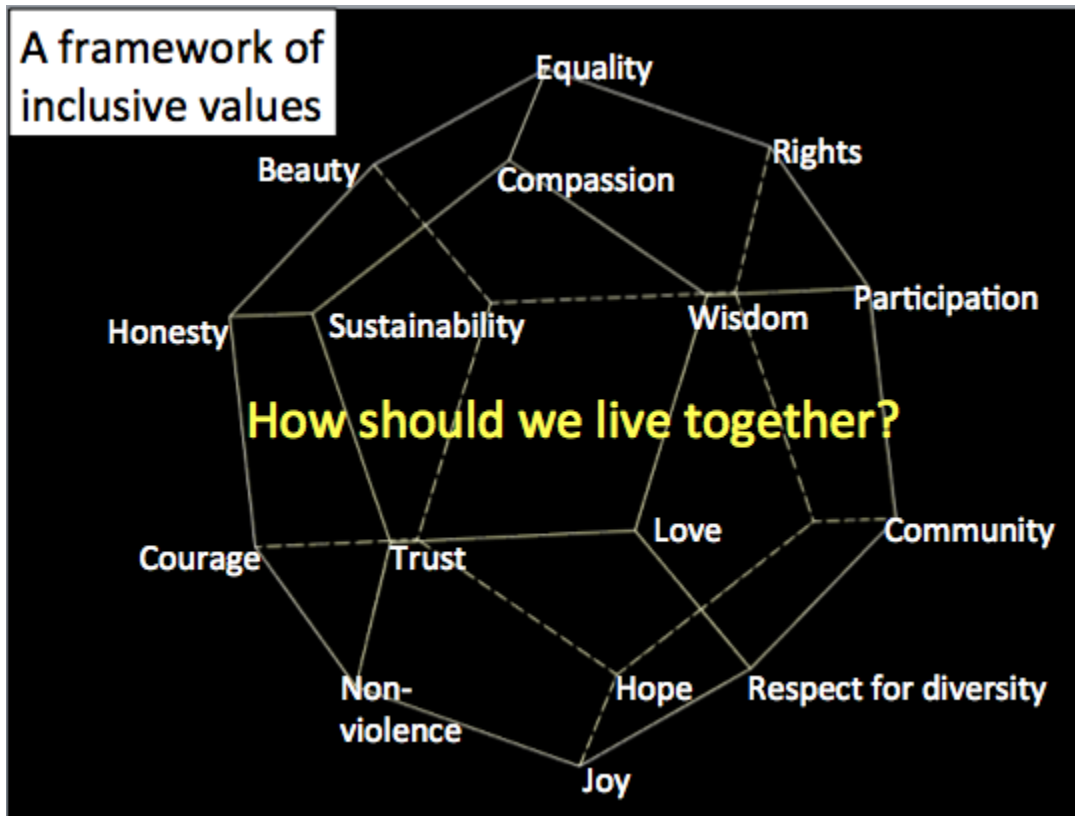 A framework of
inclusive values
Equality
Rights
Beauty
Compassion
Participation
Honesty
Sustainability
Wisdom
How should we live together?
Courage
Trust
Love
Community
Non-
violence
Hope
Respect for diversity
Joy